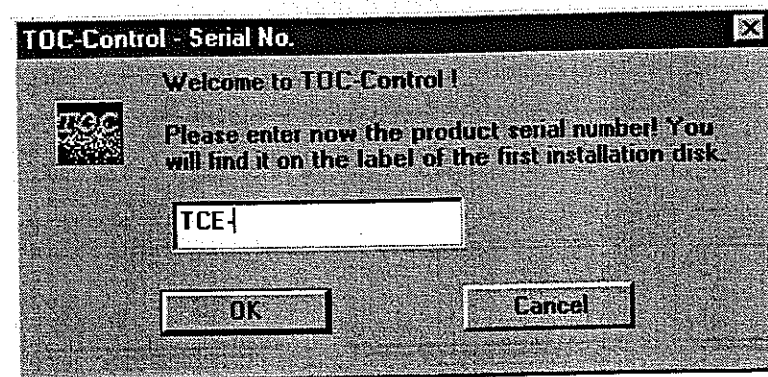 TOC-Control - Serial No.
Welcome to TOC-Control !
TOC
Please enter now the product serial number! You
will find it on the label of the first installation disk.
TCE-
OK
Cancel